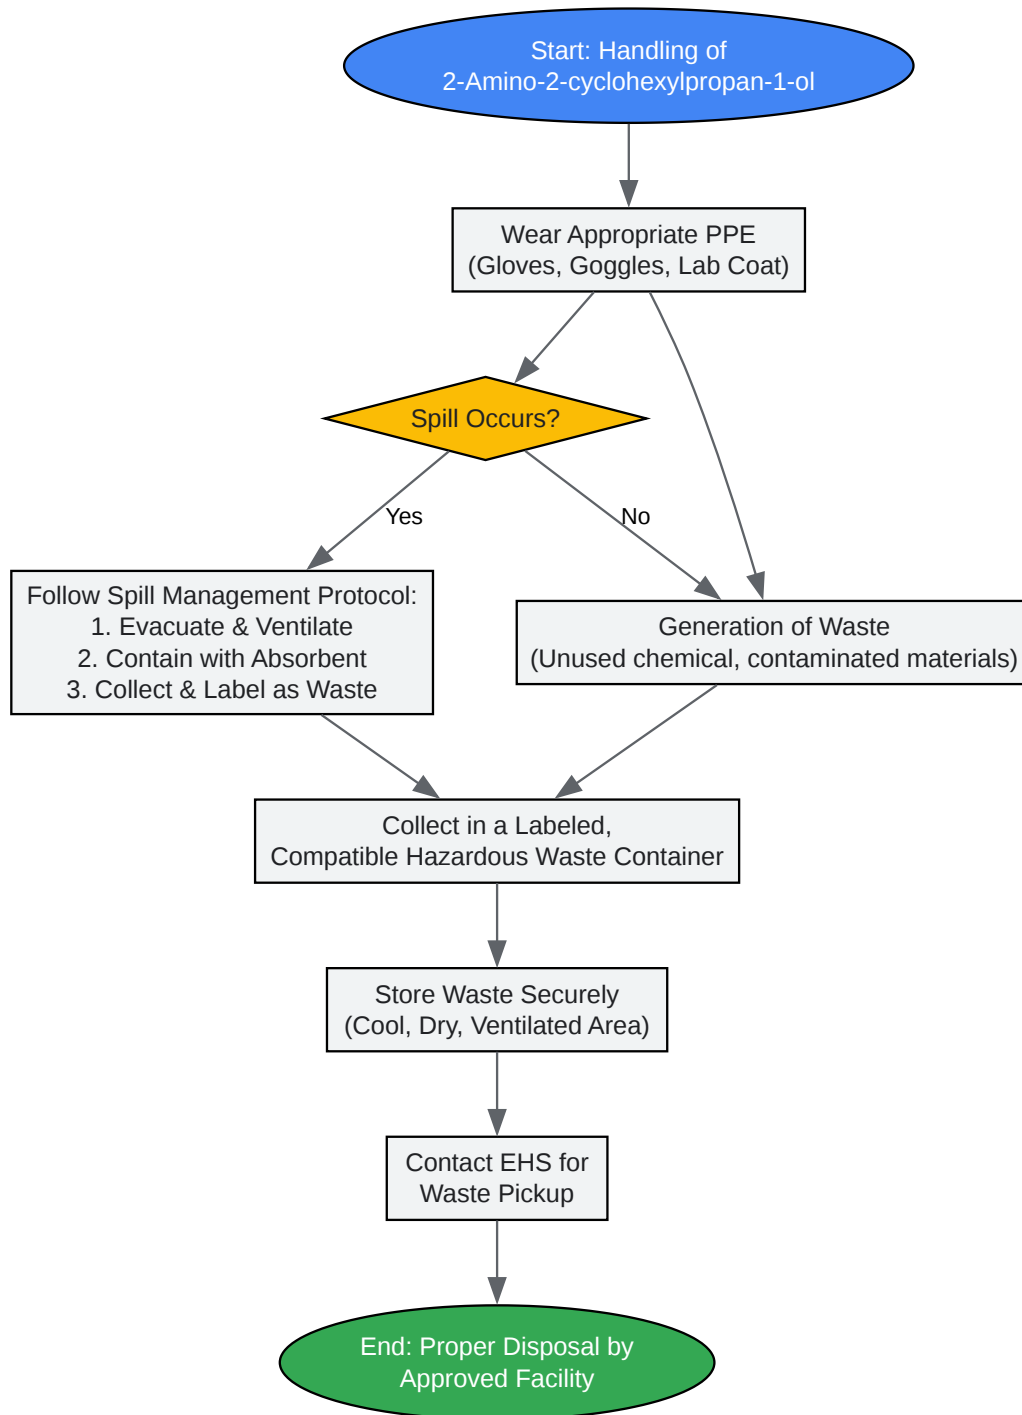 Start: Handling of
2-Amino-2-cyclohexylpropan-1-ol
Wear Appropriate PPE
(Gloves, Goggles, Lab Coat)
Spill Occurs?
Yes
No
Follow Spill Management Protocol:
1. Evacuate & Ventilate
2. Contain with Absorbent
3. Collect & Label as Waste
Generation of Waste
(Unused chemical, contaminated materials)
Collect in a Labeled,
Compatible Hazardous Waste Container
Store Waste Securely
(Cool, Dry, Ventilated Area)
Contact EHS for
Waste Pickup
End: Proper Disposal by
Approved Facility